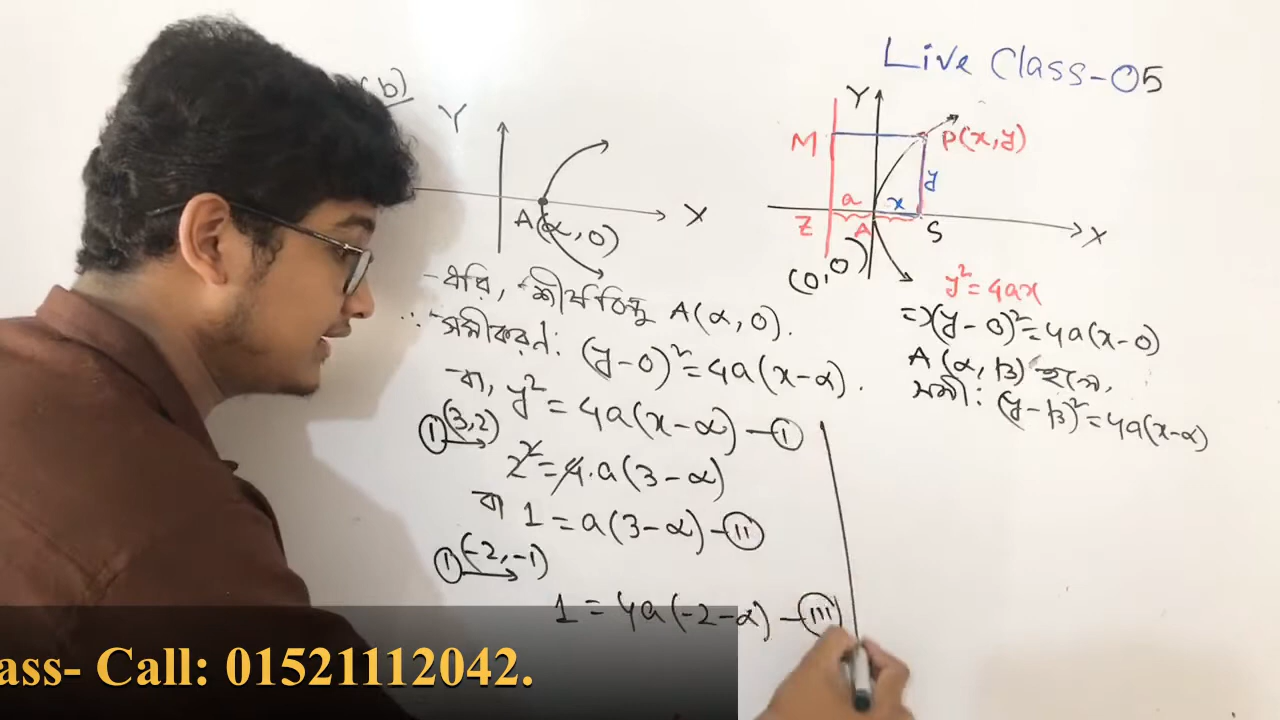 Live Class-05
(b)
Y
X
A(α,0)
ধরি, শীর্ষবিন্দু A(α,0).
∴ সমীকরণ: (y-0)²=4a(x-α).
বা, y²=4a(x-α)—(i)
(i) (3,2)→
2²=4.a(3-α)
বা 1=a(3-α)—(ii)
(i) (-2,-1)→
1=4a(-2-α)—(iii)
Y
M
P(x,y)
a
x
y
Z
A
S
X
(0,0)
y²=4ax
=>(y-0)²=4a(x-0)
A(α,β) হলে,
সমী: (y-β)²=4a(x-α)
ass- Call: 01521112042.